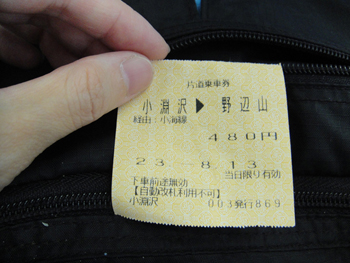 片道乗車券
小淵沢 ▶ 野辺山
経由：小海線
480円
23-8.13
当日限り有効
下車前途無効
【自動改札利用不可】
小淵沢 003発行869